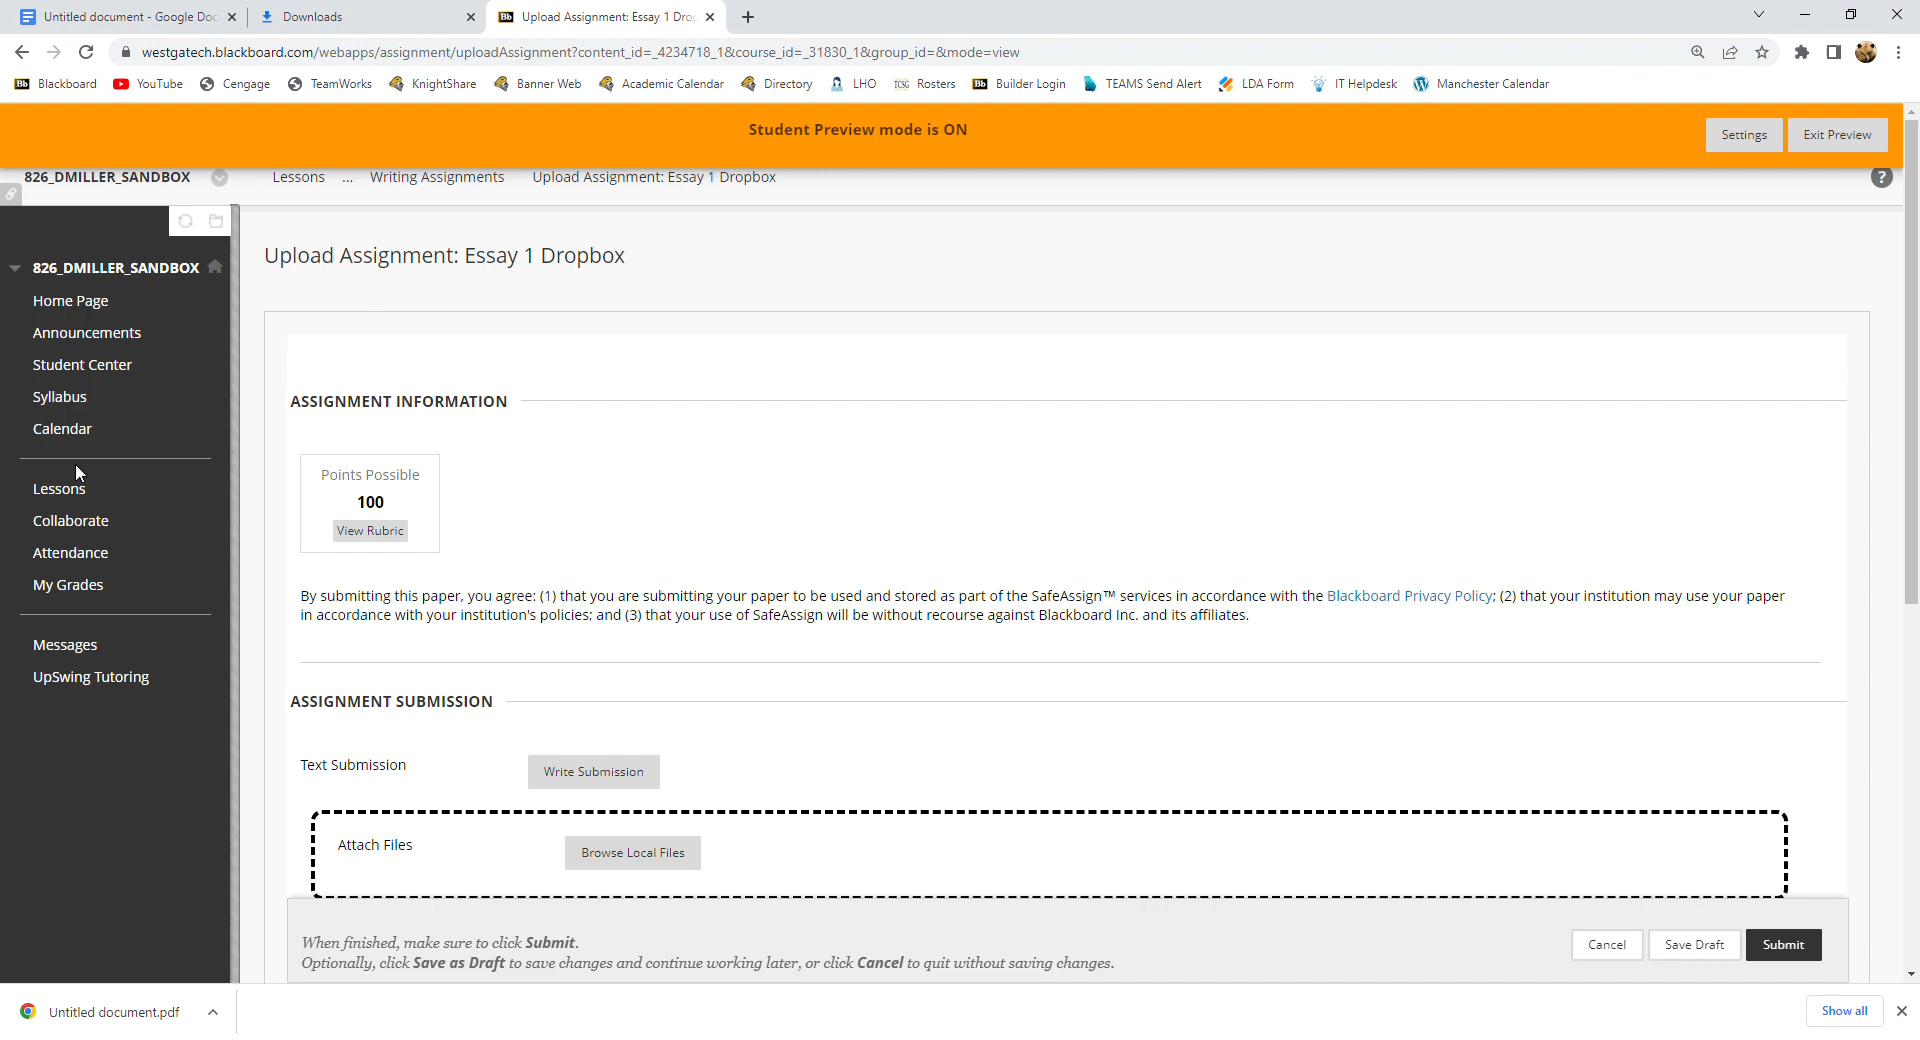 Untitled document - Google Doc
Downloads
Bb Upload Assignment: Essay 1 Drop
westgatech.blackboard.com/webapps/assignment/uploadAssignment?content_id=_4234718_1&course_id=_31830_1&group_id=&mode=view
Bb Blackboard YouTube Cengage TeamWorks KnightShare Banner Web Academic Calendar Directory LHO TCSG Rosters Bb Builder Login TEAMS Send Alert LDA Form IT Helpdesk Manchester Calendar
Student Preview mode is ON
Settings
Exit Preview
826_DMILLER_SANDBOX
Lessons ... Writing Assignments Upload Assignment: Essay 1 Dropbox
?
826_DMILLER_SANDBOX
Home Page
Announcements
Student Center
Syllabus
Calendar
Lessons
Collaborate
Attendance
My Grades
Messages
UpSwing Tutoring
Upload Assignment: Essay 1 Dropbox
ASSIGNMENT INFORMATION
Points Possible
100
View Rubric
By submitting this paper, you agree: (1) that you are submitting your paper to be used and stored as part of the SafeAssign™ services in accordance with the Blackboard Privacy Policy; (2) that your institution may use your paper
in accordance with your institution's policies; and (3) that your use of SafeAssign will be without recourse against Blackboard Inc. and its affiliates.
ASSIGNMENT SUBMISSION
Text Submission
Write Submission
Attach Files
Browse Local Files
When finished, make sure to click Submit.
Optionally, click Save as Draft to save changes and continue working later, or click Cancel to quit without saving changes.
Cancel
Save Draft
Submit
Untitled document.pdf
Show all